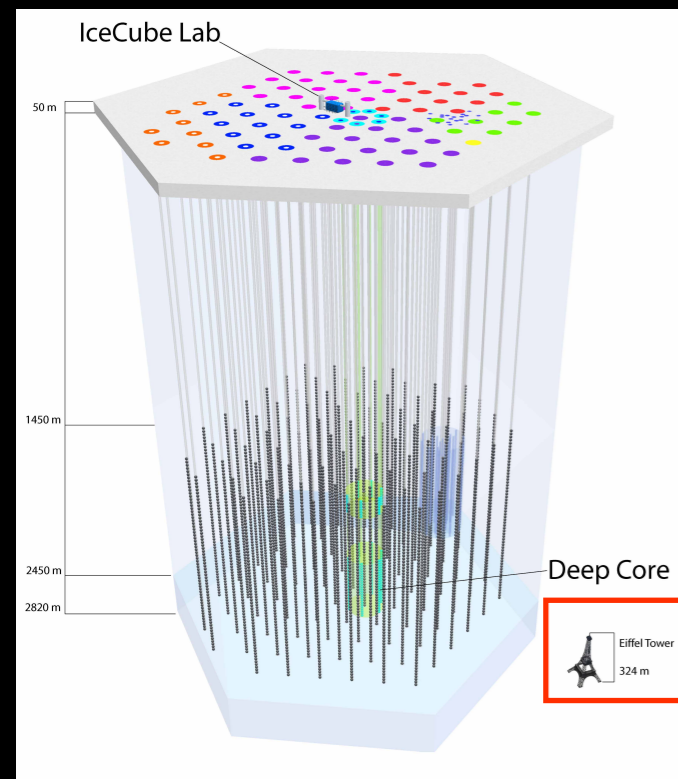 IceCube Lab
50 m
1450 m
2450 m
2820 m
Deep Core
Eiffel Tower
324 m